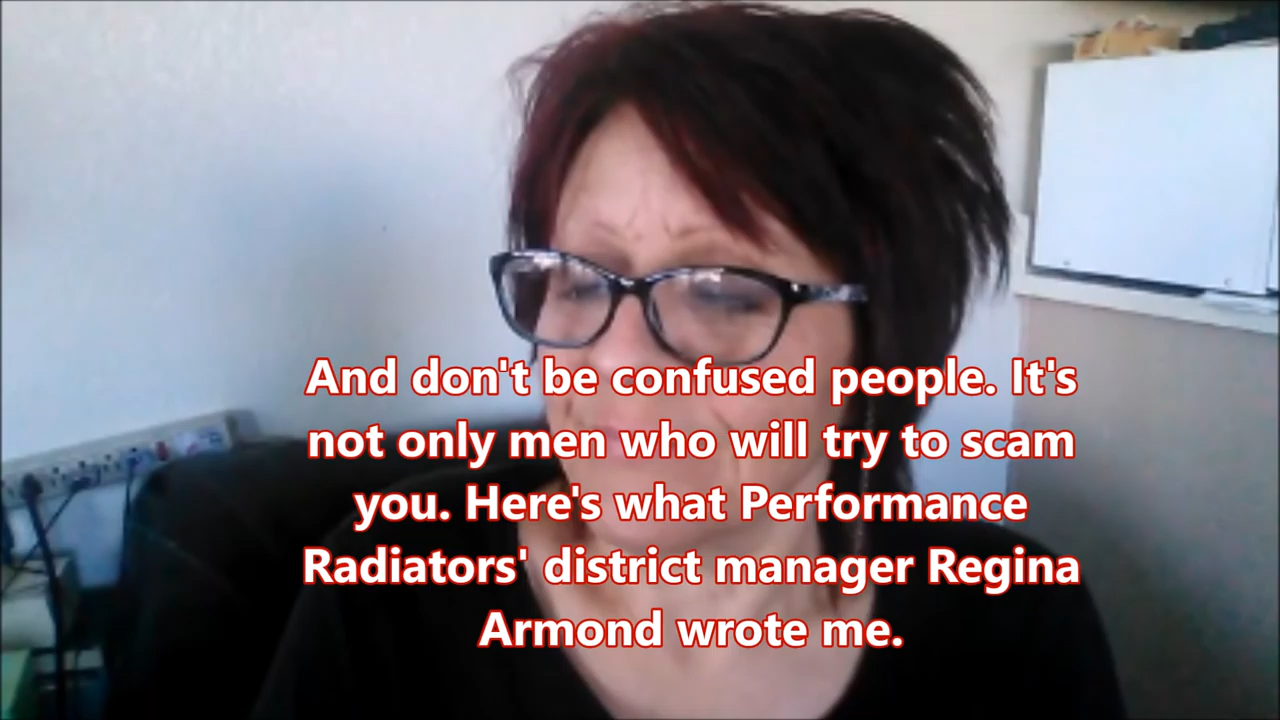 And don't be confused people. It's
not only men who will try to scam
you. Here's what Performance
Radiators' district manager Regina
Armond wrote me.